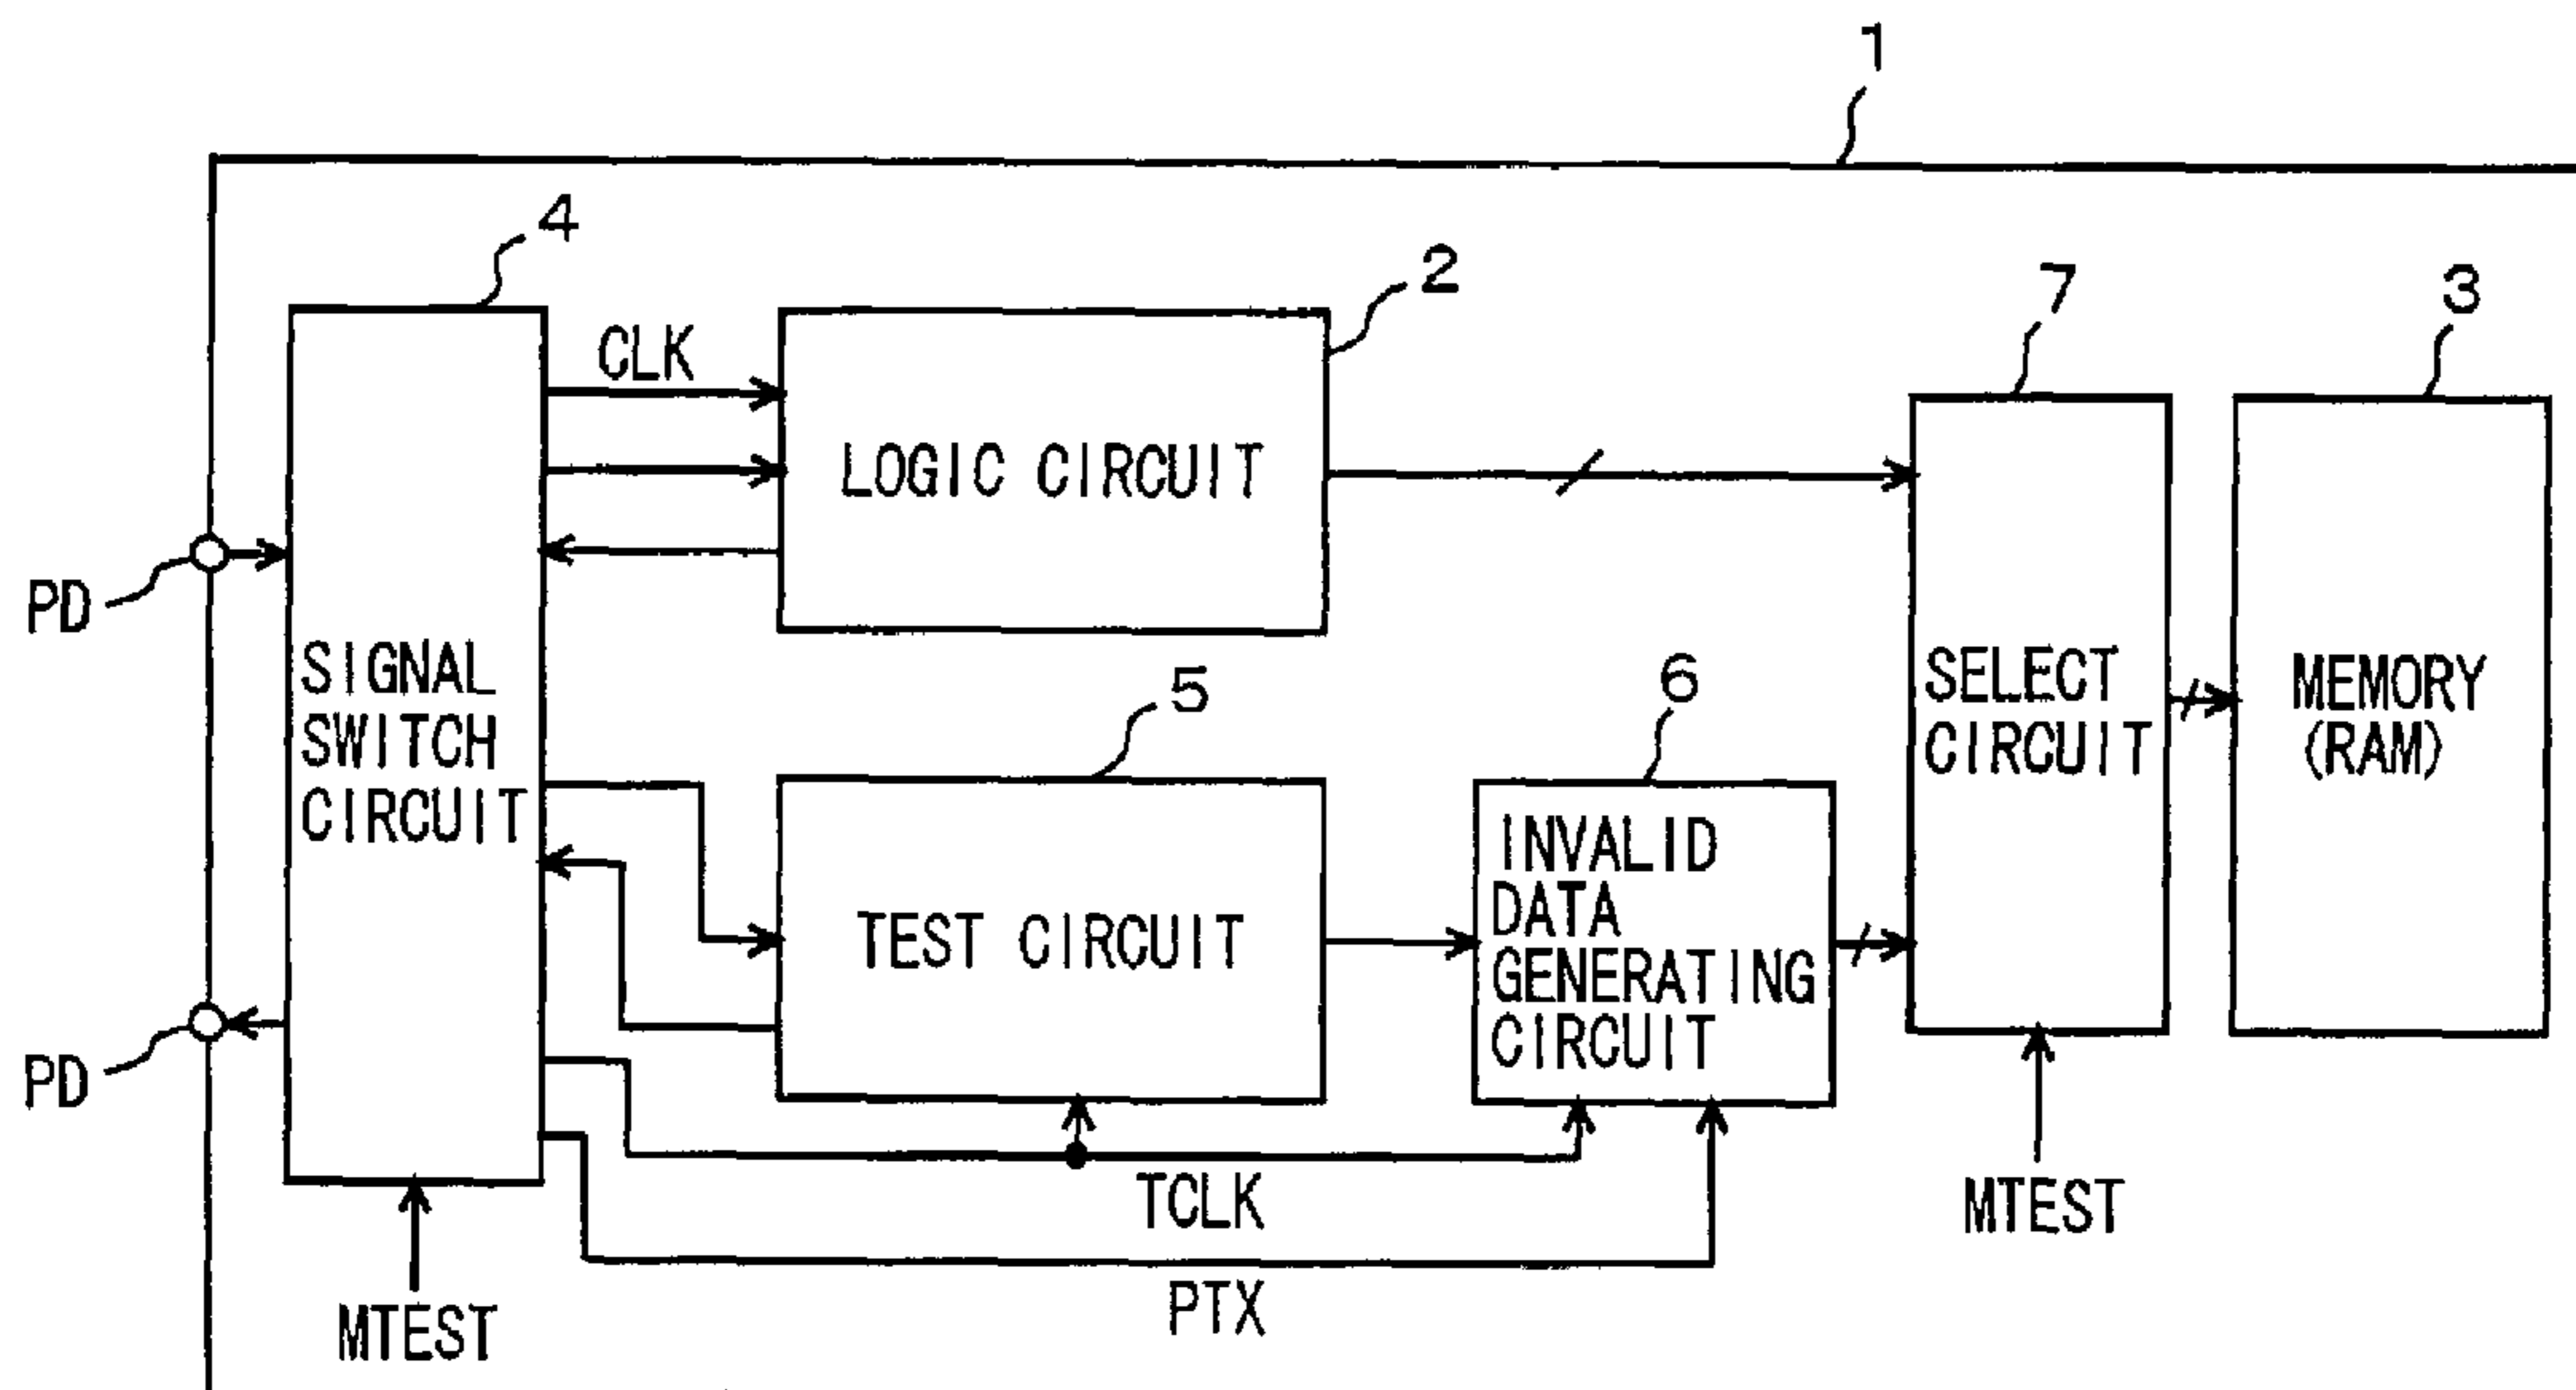 1
4
2
7
3
CLK
LOGIC CIRCUIT
PD
SIGNAL
SWITCH
CIRCUIT
5
6
SELECT
CIRCUIT
MEMORY
(RAM)
TEST CIRCUIT
INVALID
DATA
GENERATING
CIRCUIT
PD
TCLK
MTEST
PTX
MTEST